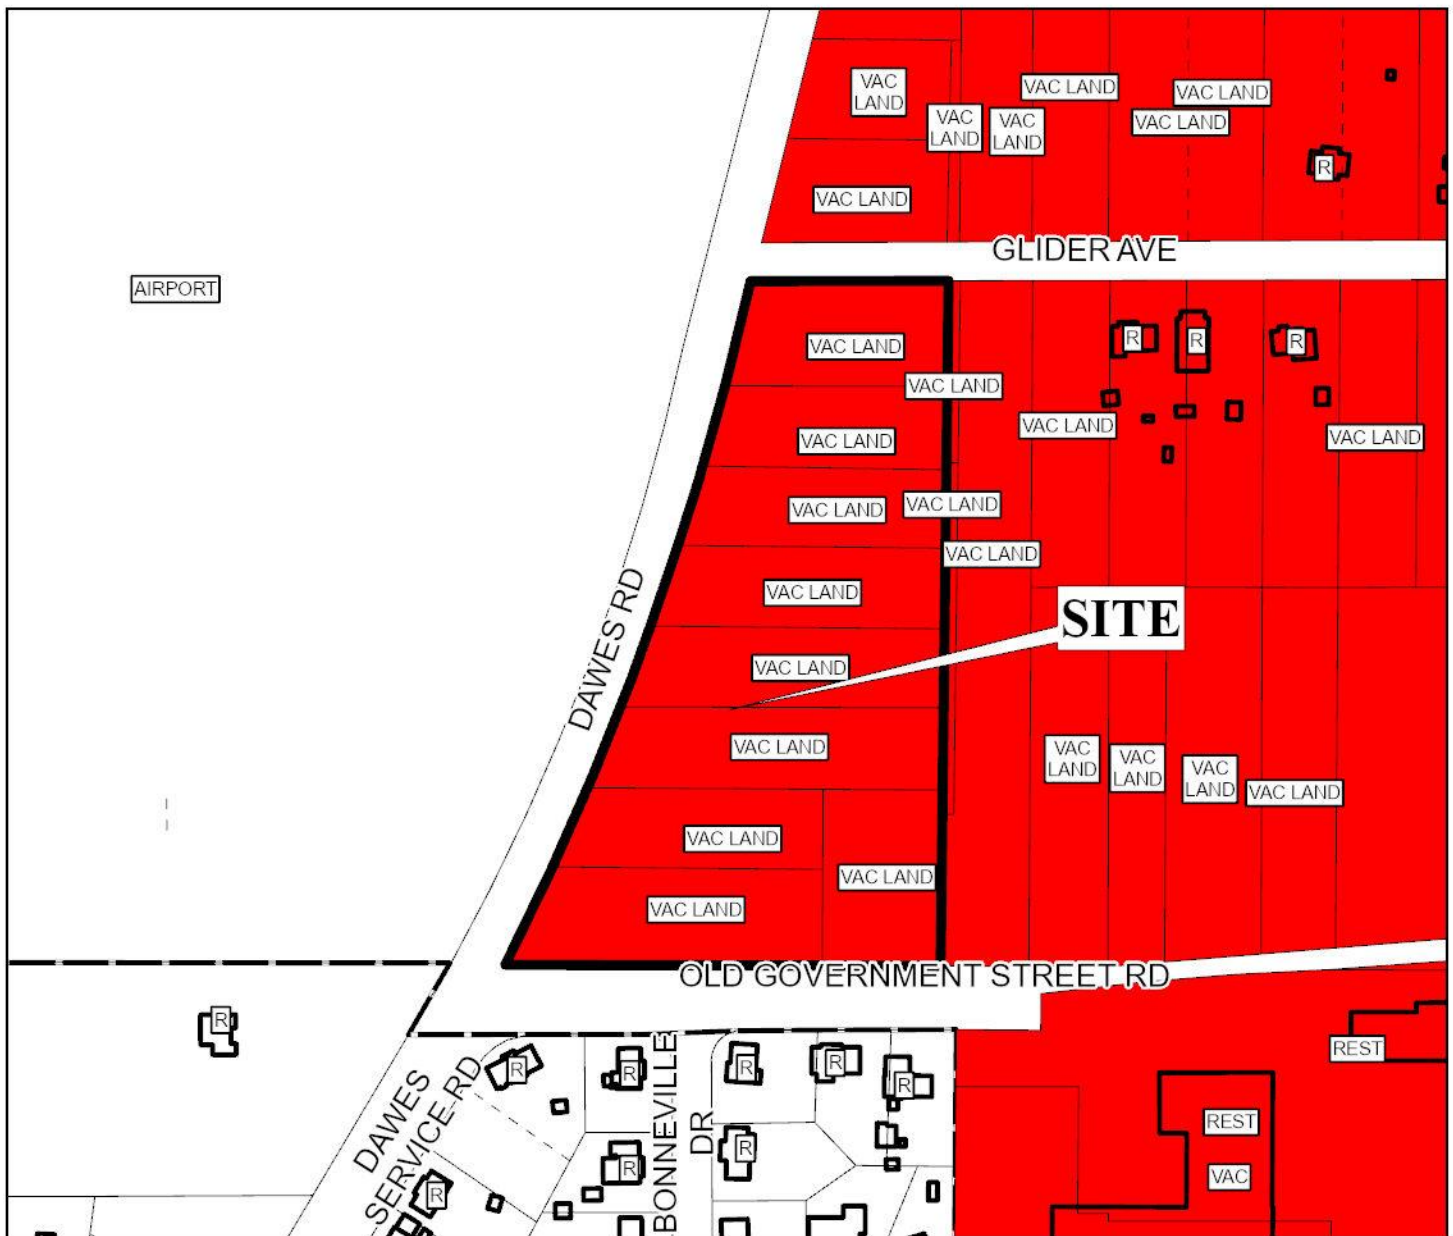 VAC
LAND
VAC LAND
VAC LAND
VAC
LAND
VAC
LAND
VAC LAND
R
VAC LAND
GLIDER AVE
AIRPORT
VAC LAND
R
R
R
VAC LAND
VAC LAND
VAC LAND
VAC LAND
VAC LAND
VAC LAND
VAC LAND
VAC LAND
DAWES RD
SITE
VAC LAND
VAC LAND
VAC
LAND
VAC
LAND
VAC
LAND
VAC LAND
VAC LAND
VAC LAND
VAC LAND
OLD GOVERNMENT STREET RD
R
REST
R
R
R
R
R
BONNEVILLE
DR
DAWES
SERVICE RD
REST
R
R
VAC
R